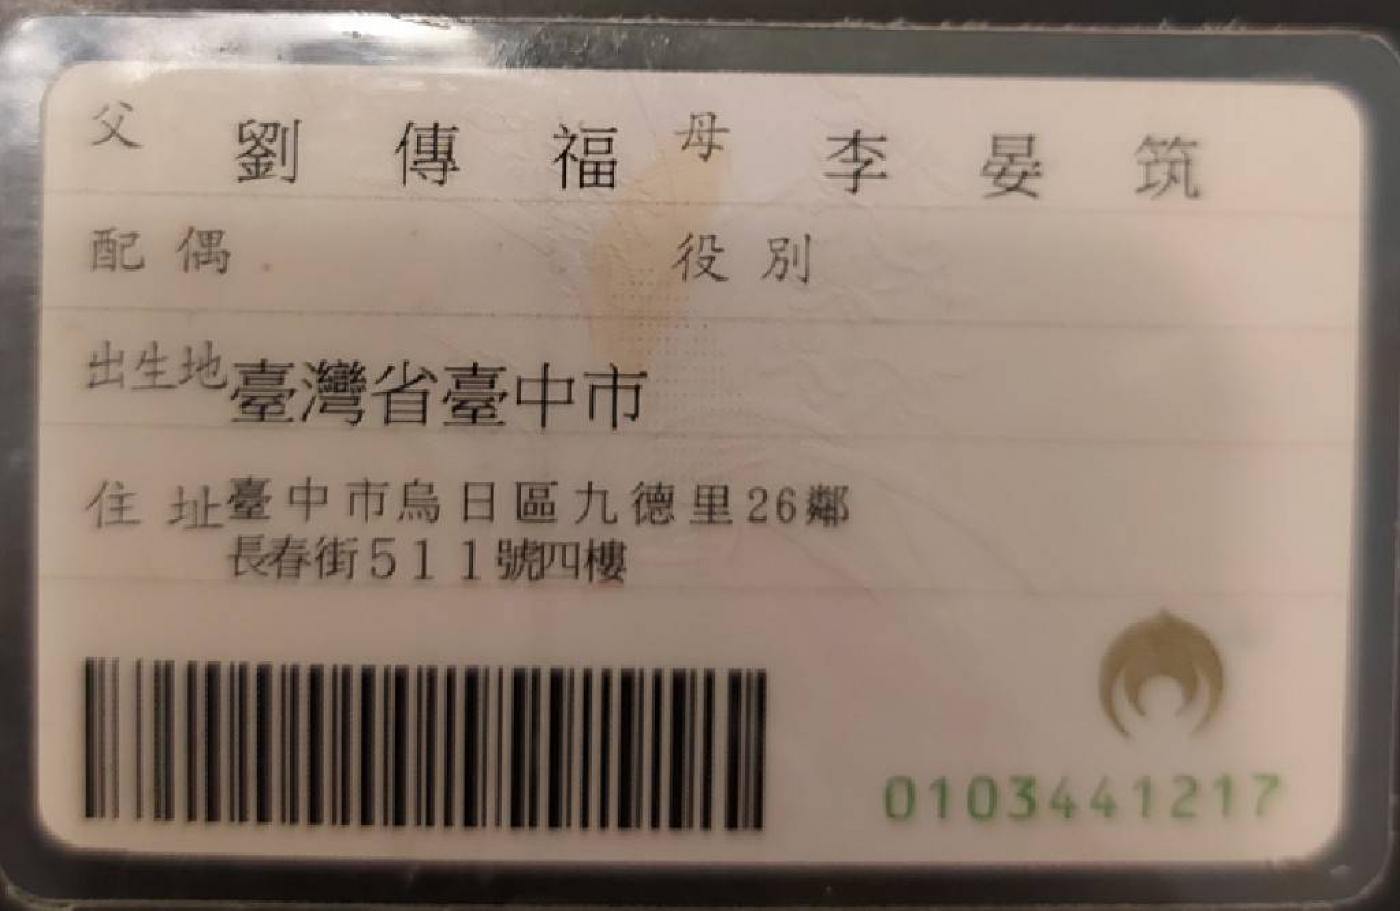 父 劉傳福 母 李晏筑
配偶 役別
出生地 臺灣省臺中市
住址 臺中市烏日區九德里26鄰
長春街511號四樓
0103441217